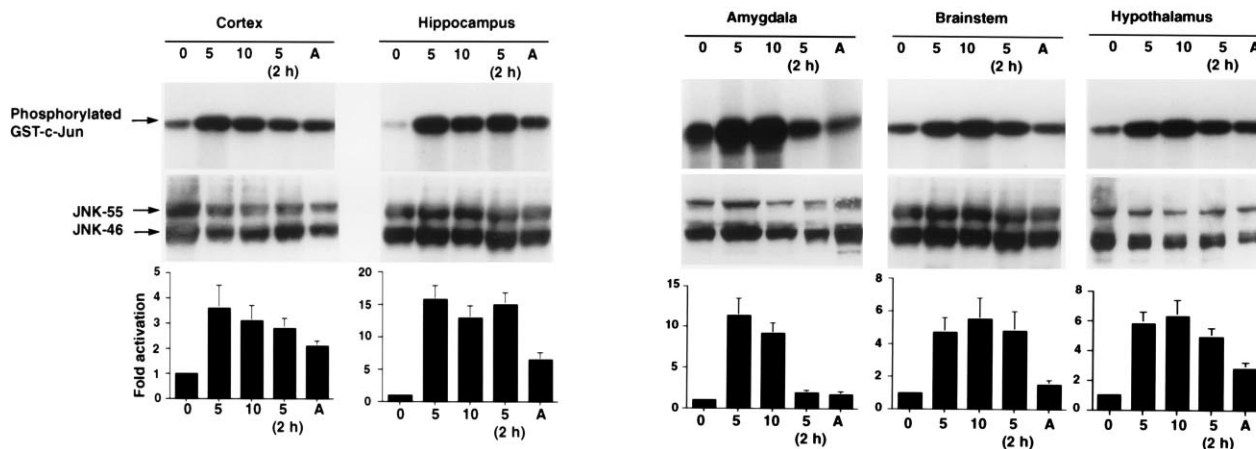 Cortex
Hippocampus
Amygdala
Brainstem
Hypothalamus
0 5 10 5 A
(2 h)
0 5 10 5 A
(2 h)
0 5 10 5 A
(2 h)
0 5 10 5 A
(2 h)
0 5 10 5 A
(2 h)
Phosphorylated
GST-c-Jun
JNK-55
JNK-46
Fold activation
5
4
3
2
1
0
0 5 10 5 A
(2 h)
20
15
10
5
0
0 5 10 5 A
(2 h)
15
10
5
0
0 5 10 5 A
(2 h)
8
6
4
2
0
0 5 10 5 A
(2 h)
8
6
4
2
0
0 5 10 5 A
(2 h)